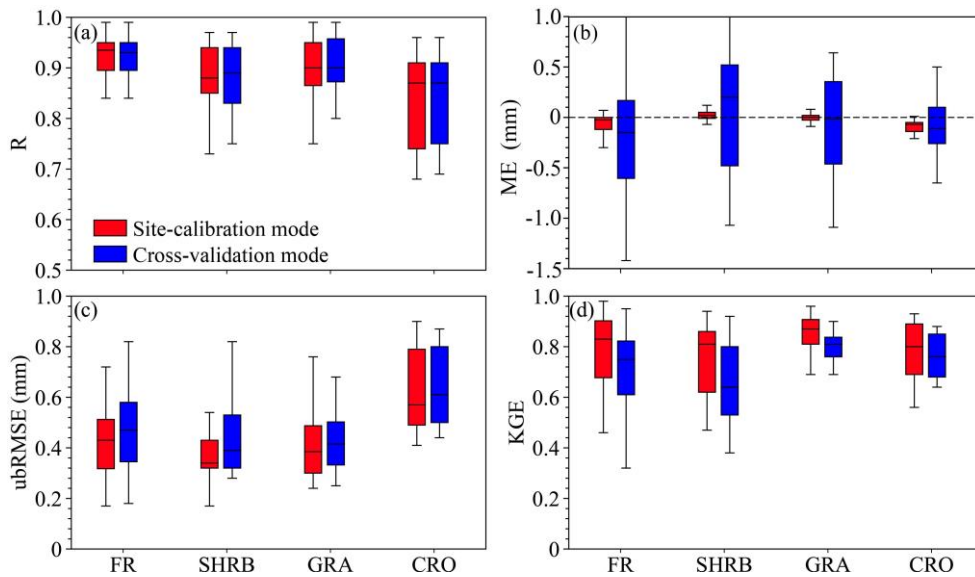 (a)
1.0
0.9
0.8
0.7
0.6
0.5
R
Site-calibration mode
Cross-validation mode
(b)
1.0
0.5
0
-0.5
-1.0
-1.5
ME (mm)
(c)
1.0
0.8
0.6
0.4
0.2
0
ubRMSE (mm)
FR SHRB GRA CRO
(d)
1.0
0.8
0.6
0.4
0.2
0
KGE
FR SHRB GRA CRO